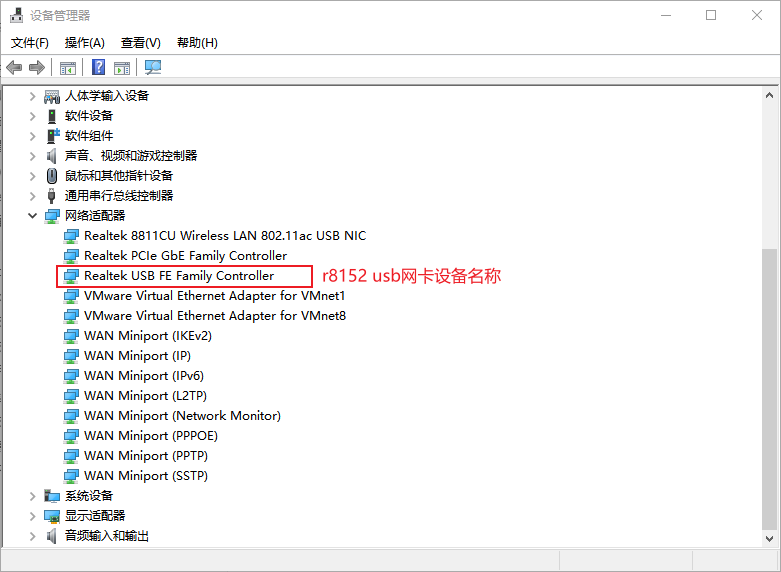 设备管理器
文件(F) 操作(A) 查看(V) 帮助(H)
人体学输入设备
软件设备
软件组件
声音、视频和游戏控制器
鼠标和其他指针设备
通用串行总线控制器
网络适配器
Realtek 8811CU Wireless LAN 802.11ac USB NIC
Realtek PCIe GbE Family Controller
Realtek USB FE Family Controller r8152 usb网卡设备名称
VMware Virtual Ethernet Adapter for VMnet1
VMware Virtual Ethernet Adapter for VMnet8
WAN Miniport (IKEv2)
WAN Miniport (IP)
WAN Miniport (IPv6)
WAN Miniport (L2TP)
WAN Miniport (Network Monitor)
WAN Miniport (PPPOE)
WAN Miniport (PPTP)
WAN Miniport (SSTP)
系统设备
显示适配器
音频输入和输出